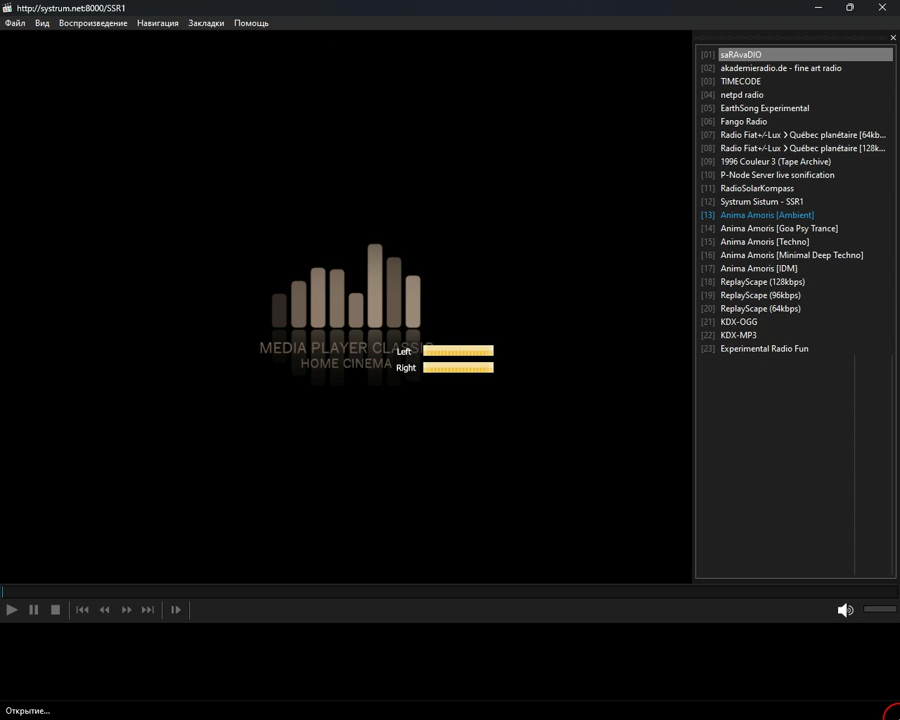 http://systrum.net:8000/SSR1
Файл Вид Воспроизведение Навигация Закладки Помощь
[01] saRAvaDIO
[02] akademieradio.de - fine art radio
[03] TIMECODE
[04] netpd radio
[05] EarthSong Experimental
[06] Fango Radio
[07] Radio Fiat+/-Lux ❯ Québec planétaire [64kb...
[08] Radio Fiat+/-Lux ❯ Québec planétaire [128k...
[09] 1996 Couleur 3 (Tape Archive)
[10] P-Node Server live sonification
[11] RadioSolarKompass
[12] Systrum Sistum - SSR1
[13] Anima Amoris [Ambient]
[14] Anima Amoris [Goa Psy Trance]
[15] Anima Amoris [Techno]
[16] Anima Amoris [Minimal Deep Techno]
[17] Anima Amoris [IDM]
[18] ReplayScape (128kbps)
[19] ReplayScape (96kbps)
[20] ReplayScape (64kbps)
[21] KDX-OGG
[22] KDX-MP3
[23] Experimental Radio Fun
MEDIA PLAYER CLASSIC
HOME CINEMA
Left
Right
Открытие...